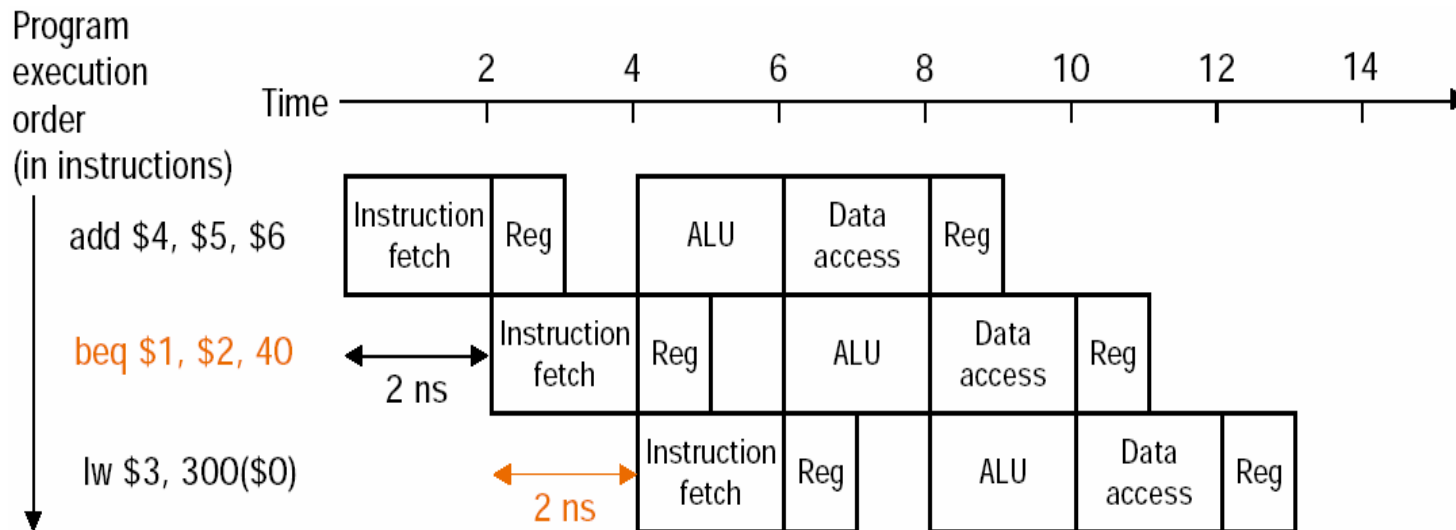 Program
execution
order
(in instructions)
Time
2 4 6 8 10 12 14
add $4, $5, $6
Instruction
fetch
Reg
ALU
Data
access
Reg
beq $1, $2, 40
2 ns
Instruction
fetch
Reg
ALU
Data
access
Reg
lw $3, 300($0)
2 ns
Instruction
fetch
Reg
ALU
Data
access
Reg